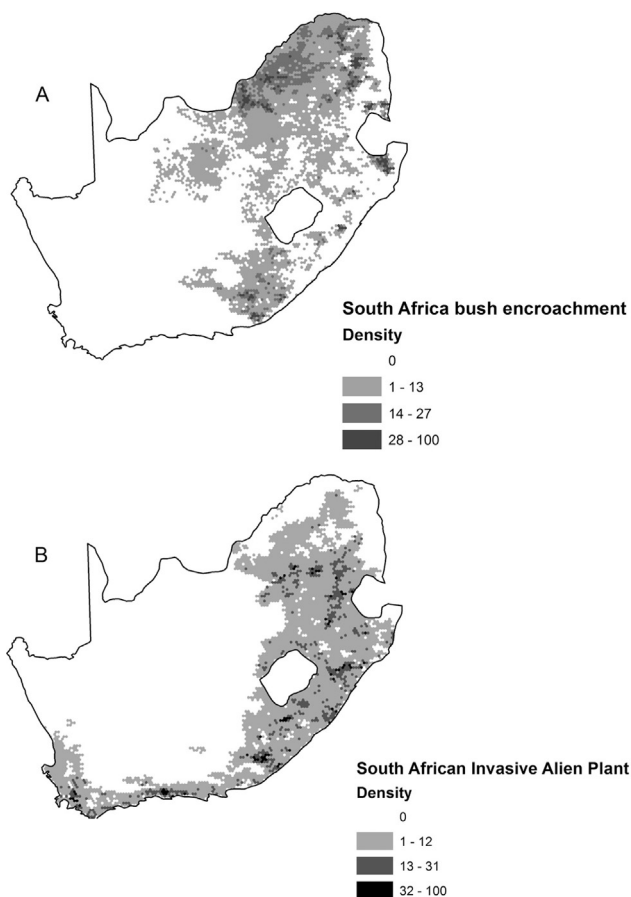 A
South Africa bush encroachment
Density
0
1 - 13
14 - 27
28 - 100
B
South African Invasive Alien Plant
Density
0
1 - 12
13 - 31
32 - 100